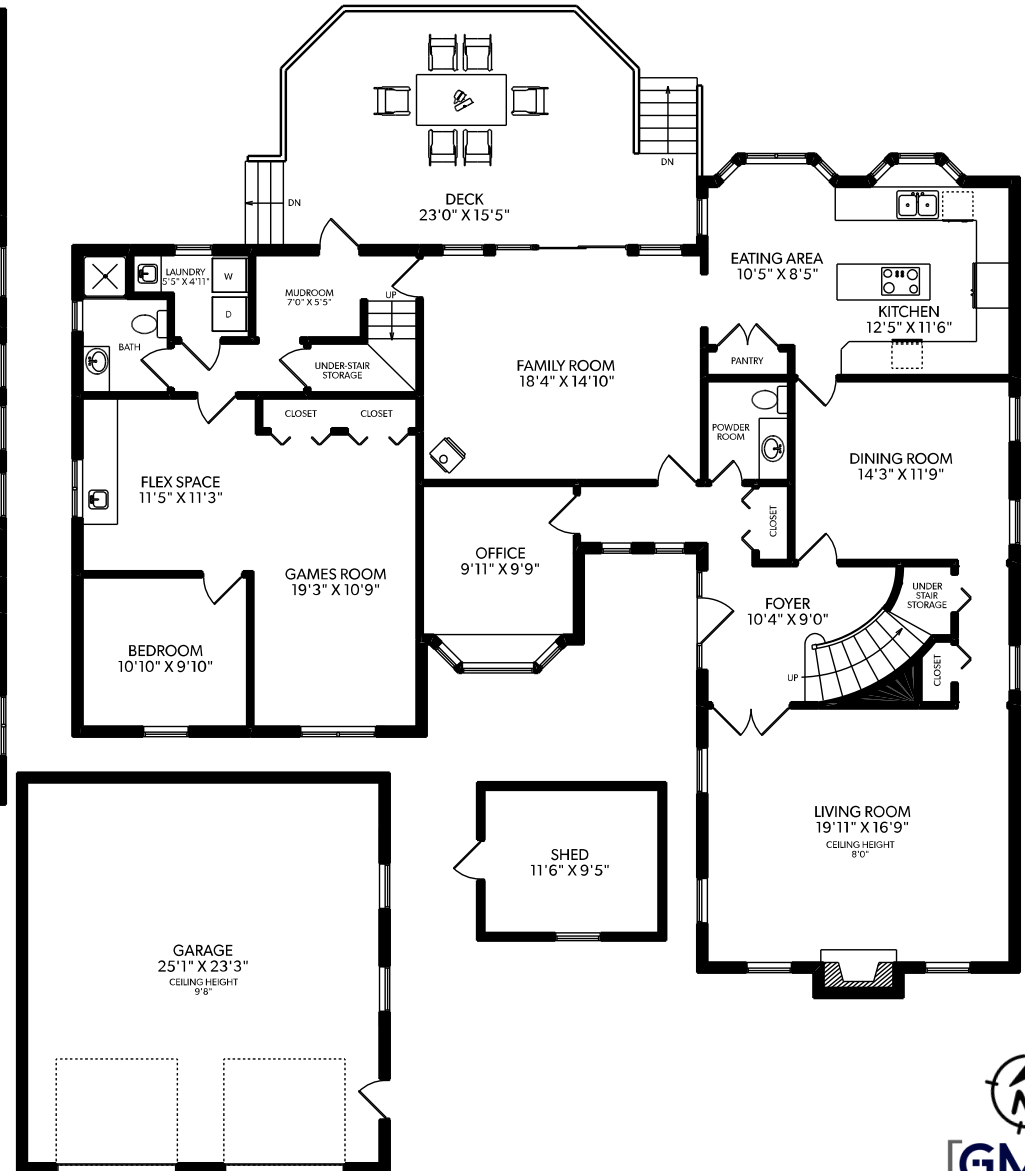 DN
DECK
23'0" X 15'5"
DN
LAUNDRY
5'5" X 4'11"
W
D
MUDROOM
7'0" X 5'5"
UP
BATH
UNDER-STAIR
STORAGE
EATING AREA
10'5" X 8'5"
KITCHEN
12'5" X 11'6"
PANTRY
FAMILY ROOM
18'4" X 14'10"
CLOSET
CLOSET
POWDER
ROOM
DINING ROOM
14'3" X 11'9"
FLEX SPACE
11'5" X 11'3"
CLOSET
OFFICE
9'11" X 9'9"
GAMES ROOM
19'3" X 10'9"
FOYER
10'4" X 9'0"
UNDER
STAIR
STORAGE
BEDROOM
10'10" X 9'10"
UP
CLOSET
LIVING ROOM
19'11" X 16'9"
CEILING HEIGHT
8'0"
SHED
11'6" X 9'5"
GARAGE
25'1" X 23'3"
CEILING HEIGHT
9'8"